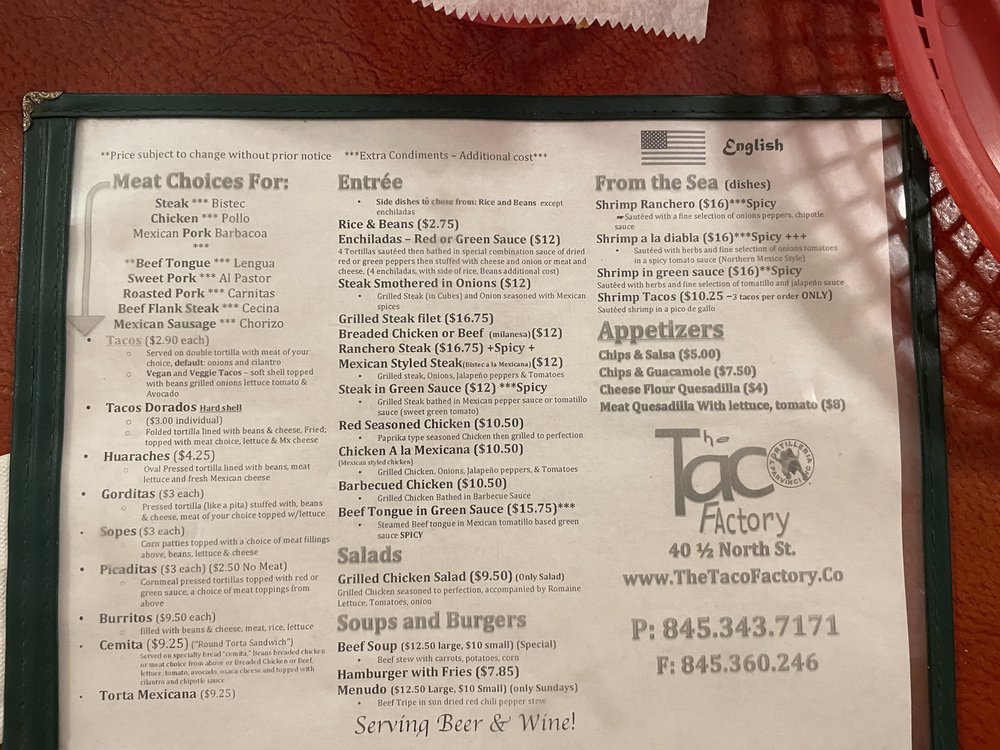 **Price subject to change without prior notice ***Extra Condiments – Additional cost***
English
Meat Choices For:
Steak *** Bistec
Chicken *** Pollo
Mexican Pork Barbacoa
***
**Beef Tongue *** Lengua
Sweet Pork *** Al Pastor
Roasted Pork *** Carnitas
Beef Flank Steak *** Cecina
Mexican Sausage *** Chorizo
• Tacos ($2.90 each)
○ Served on double tortilla with meat of your
choice, default: onions and cilantro
○ Vegan and Veggie Tacos – soft shell topped
with beans grilled onions lettuce tomato &
Avocado
• Tacos Dorados Hard shell
○ ($3.00 individual)
○ Folded tortilla lined with beans & cheese, Fried;
topped with meat choice, lettuce & Mx cheese
• Huaraches ($4.25)
○ Oval Pressed tortilla lined with beans, meat
lettuce and fresh Mexican cheese
• Gorditas ($3 each)
○ Pressed tortilla (like a pita) stuffed with, beans
& cheese, meat of your choice topped w/lettuce
• Sopes ($3 each)
○ Corn patties topped with a choice of meat fillings
above, beans, lettuce & cheese
• Picaditas ($3 each) ($2.50 No Meat)
○ Cornmeal pressed tortillas topped with red or
green sauce, a choice of meat toppings from
above
• Burritos ($9.50 each)
○ filled with beans & cheese, meat, rice, lettuce
• Cemita ($9.25) ("Round Torta Sandwich")
○ Served on specialty bread "cemita," Beans breaded chicken
or meat choice from above or Breaded Chicken or Beef,
lettuce, tomato, avocado, oxaca cheese and topped with
cilantro and chipotle sauce
• Torta Mexicana ($9.25)
Entrée
• Side dishes to chose from: Rice and Beans except
enchiladas
Rice & Beans ($2.75)
Enchiladas – Red or Green Sauce ($12)
4 Tortillas sautéed then bathed in special combination sauce of dried
red or green peppers then stuffed with cheese and onion or meat and
cheese, (4 enchiladas, with side of rice, Beans additional cost)
Steak Smothered in Onions ($12)
• Grilled Steak (in Cubes) and Onion seasoned with Mexican
spices
Grilled Steak filet ($16.75)
Breaded Chicken or Beef (milanesa)($12)
Ranchero Steak ($16.75) +Spicy +
Mexican Styled Steak(Bistec a la Mexicana)($12)
• Grilled steak, Onions, Jalapeño peppers & Tomatoes
Steak in Green Sauce ($12) ***Spicy
• Grilled Steak bathed in Mexican pepper sauce or tomatillo
sauce (sweet green tomato)
Red Seasoned Chicken ($10.50)
• Paprika type seasoned Chicken then grilled to perfection
Chicken A la Mexicana ($10.50)
(Mexican styled chicken)
• Grilled Chicken, Onions, Jalapeño peppers, & Tomatoes
Barbecued Chicken ($10.50)
• Grilled Chicken Bathed in Barbecue Sauce
Beef Tongue in Green Sauce ($15.75)***
• Steamed Beef tongue in Mexican tomatillo based green
sauce SPICY
Salads
Grilled Chicken Salad ($9.50) (Only Salad)
Grilled Chicken seasoned to perfection, accompanied by Romaine
Lettuce, Tomatoes, onion
Soups and Burgers
Beef Soup ($12.50 large, $10 small) (Special)
• Beef stew with carrots, potatoes, corn
Hamburger with Fries ($7.85)
Menudo ($12.50 Large, $10 Small) (only Sundays)
• Beef Tripe in sun dried red chili pepper stew
Serving Beer & Wine!
From the Sea (dishes)
Shrimp Ranchero ($16)***Spicy
Sautéed with a fine selection of onions peppers, chipotle
sauce
Shrimp a la diabla ($16)***Spicy +++
• Sautéed with herbs and fine selection of onions tomatoes
in a spicy tomato sauce (Northern Mexico Style)
Shrimp in green sauce ($16)**Spicy
Sautéed with herbs and fine selection of tomatillo and jalapeño sauce
Shrimp Tacos ($10.25 –3 tacos per order ONLY)
Sautéed shrimp in a pico de gallo
Appetizers
Chips & Salsa ($5.00)
Chips & Guacamole ($7.50)
Cheese Flour Quesadilla ($4)
Meat Quesadilla With lettuce, tomato ($8)
The
Taco
FActory
40 ½ North St.
www.TheTacoFactory.Co
P: 845.343.7171
F: 845.360.246